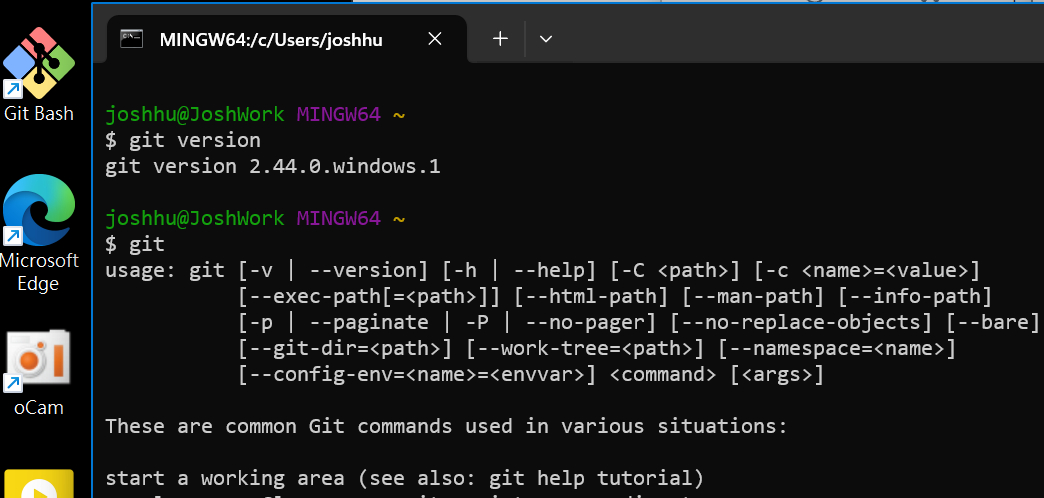 MINGW64:/c/Users/joshhu
Git Bash
Microsoft
Edge
oCam
joshhu@JoshWork MINGW64 ~
$ git version
git version 2.44.0.windows.1
joshhu@JoshWork MINGW64 ~
$ git
usage: git [-v | --version] [-h | --help] [-C <path>] [-c <name>=<value>]
[--exec-path[=<path>]] [--html-path] [--man-path] [--info-path]
[-p | --paginate | -P | --no-pager] [--no-replace-objects] [--bare]
[--git-dir=<path>] [--work-tree=<path>] [--namespace=<name>]
[--config-env=<name>=<envvar>] <command> [<args>]
These are common Git commands used in various situations:
start a working area (see also: git help tutorial)